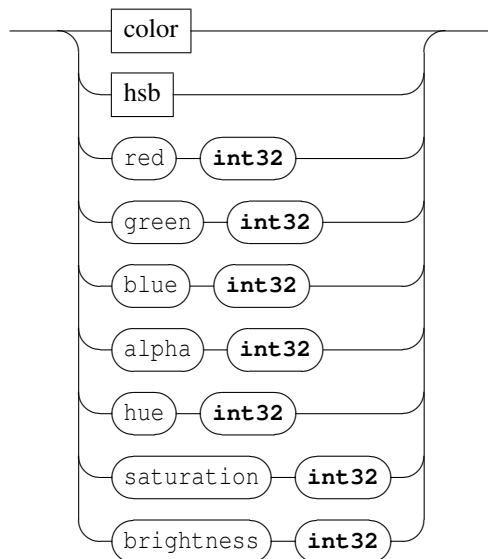 color
hsb
red int32
green int32
blue int32
alpha int32
hue int32
saturation int32
brightness int32